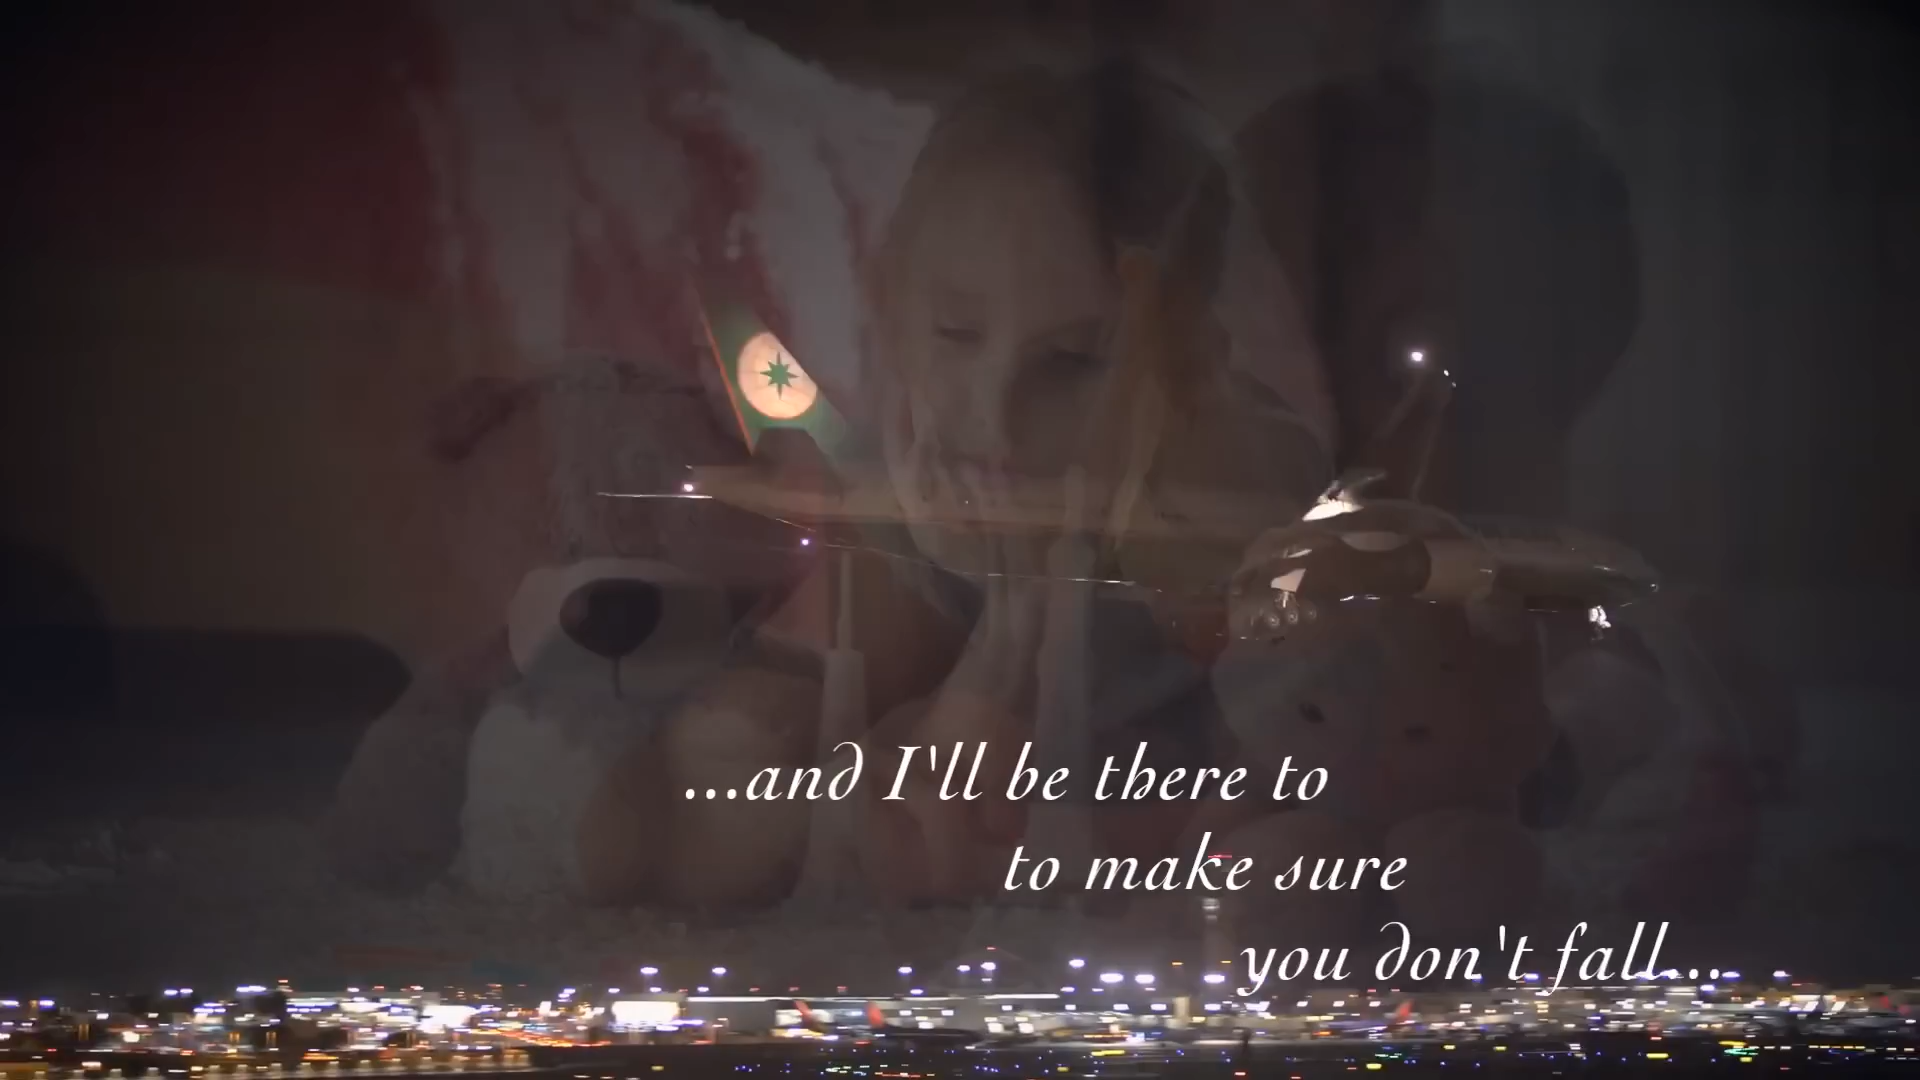 ...and I'll be there to
to make sure
you don't fall...